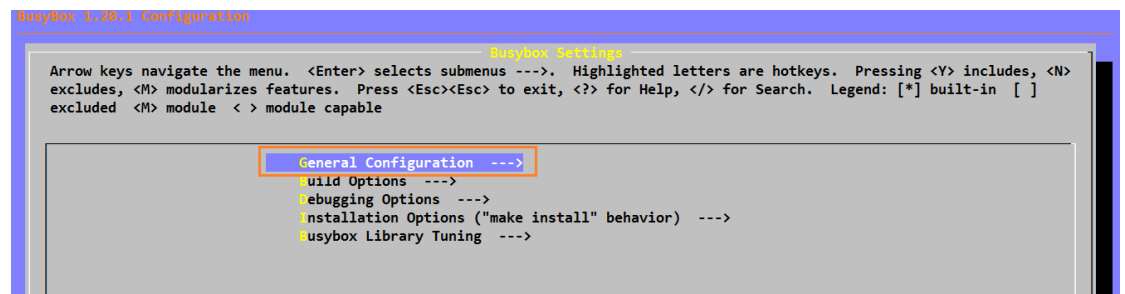 BusyBox 1.20.1 Configuration
Busybox Settings
Arrow keys navigate the menu.  <Enter> selects submenus --->.  Highlighted letters are hotkeys.  Pressing <Y> includes, <N>
excludes, <M> modularizes features.  Press <Esc><Esc> to exit, <?> for Help, </> for Search.  Legend: [*] built-in  [ ]
excluded  <M> module  < > module capable
General Configuration  --->
Build Options  --->
Debugging Options  --->
Installation Options ("make install" behavior)  --->
Busybox Library Tuning  --->